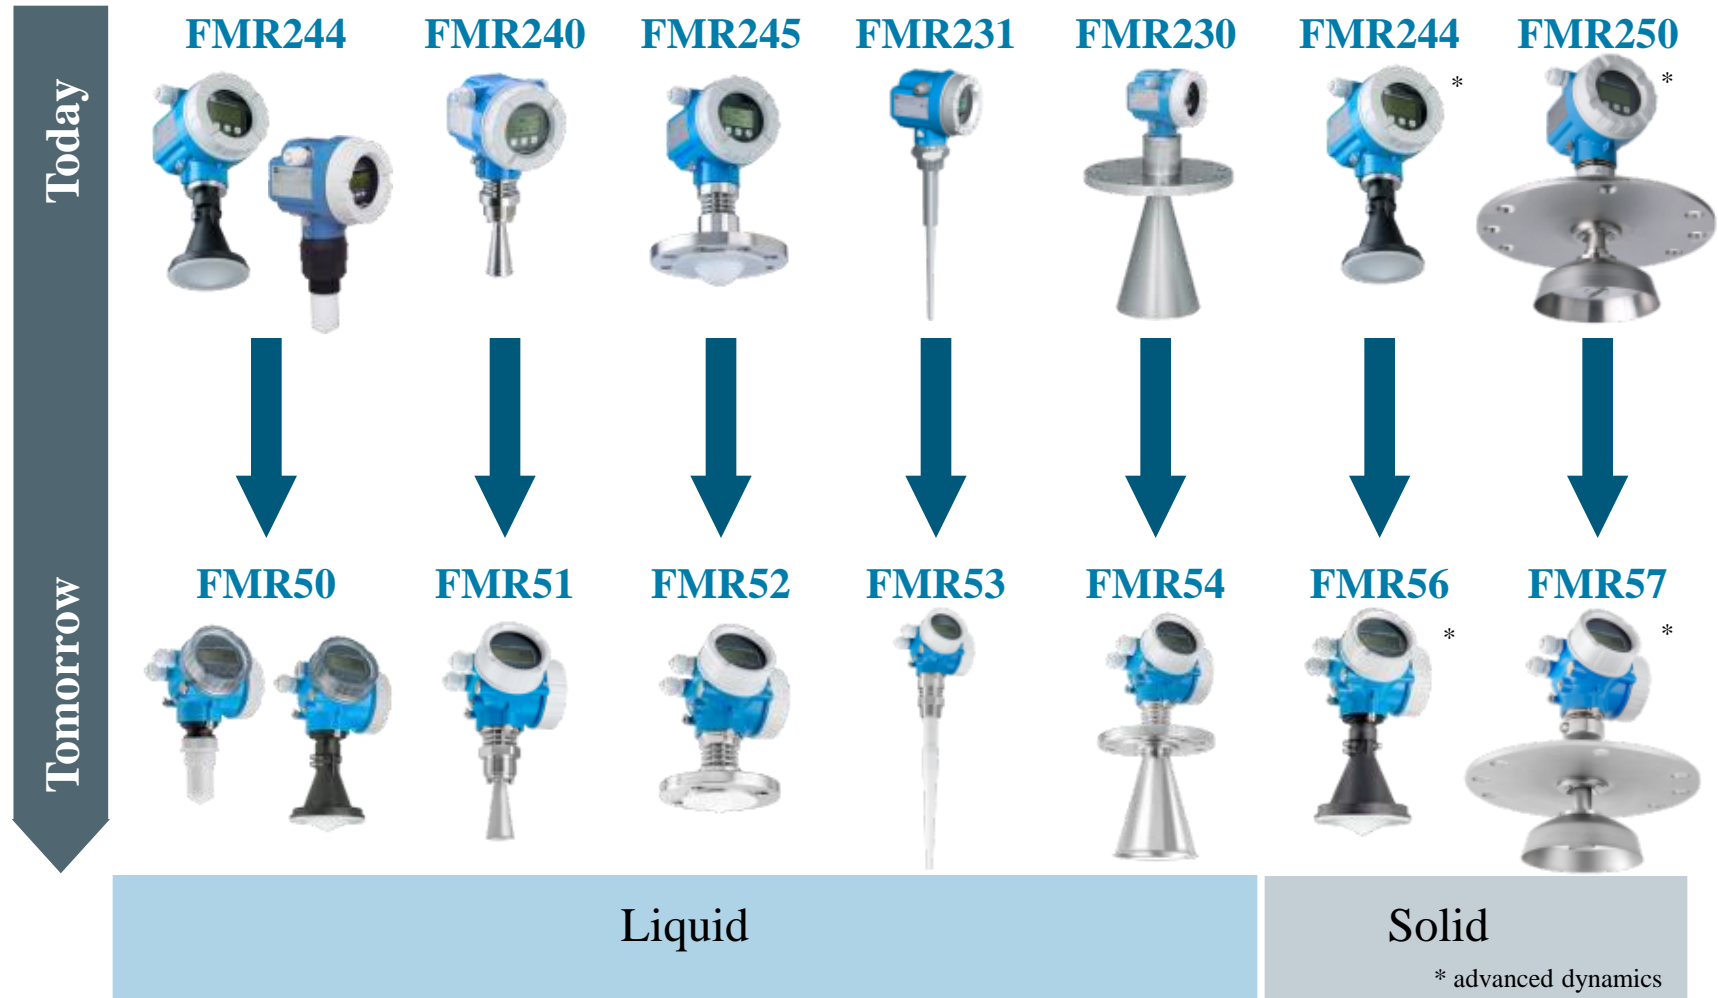 Today
FMR244 FMR240 FMR245 FMR231 FMR230 FMR244 FMR250
* *
Tomorrow
FMR50 FMR51 FMR52 FMR53 FMR54 FMR56 FMR57
* *
Liquid Solid
* advanced dynamics